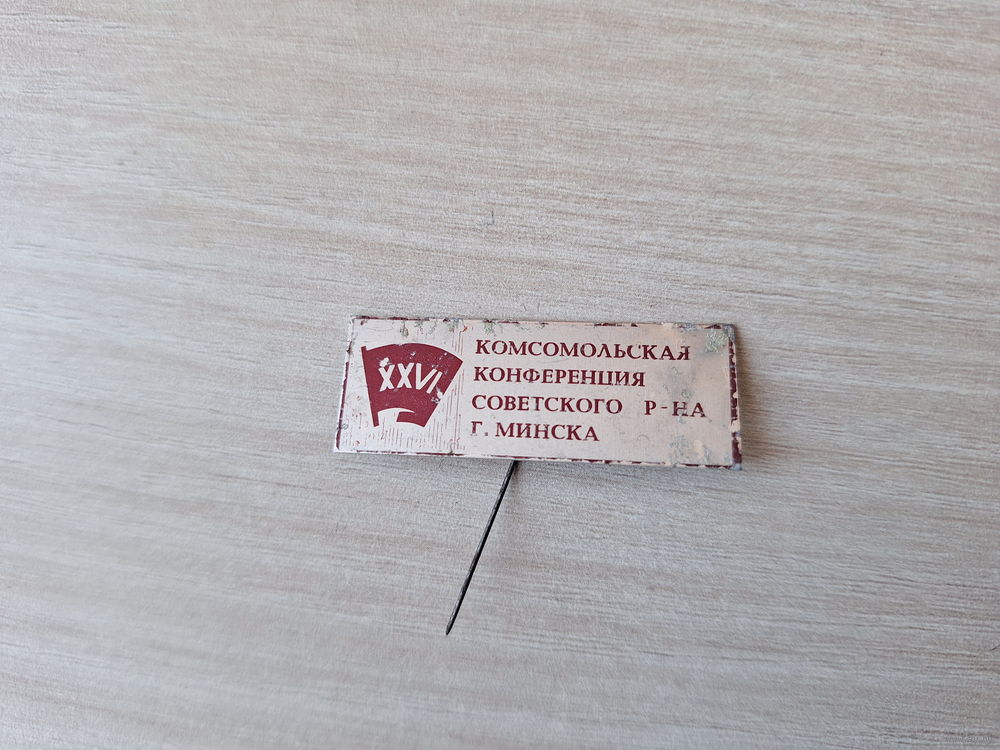 XXVI
КОМСОМОЛЬСКАЯ
КОНФЕРЕНЦИЯ
СОВЕТСКОГО Р-НА
Г. МИНСКА